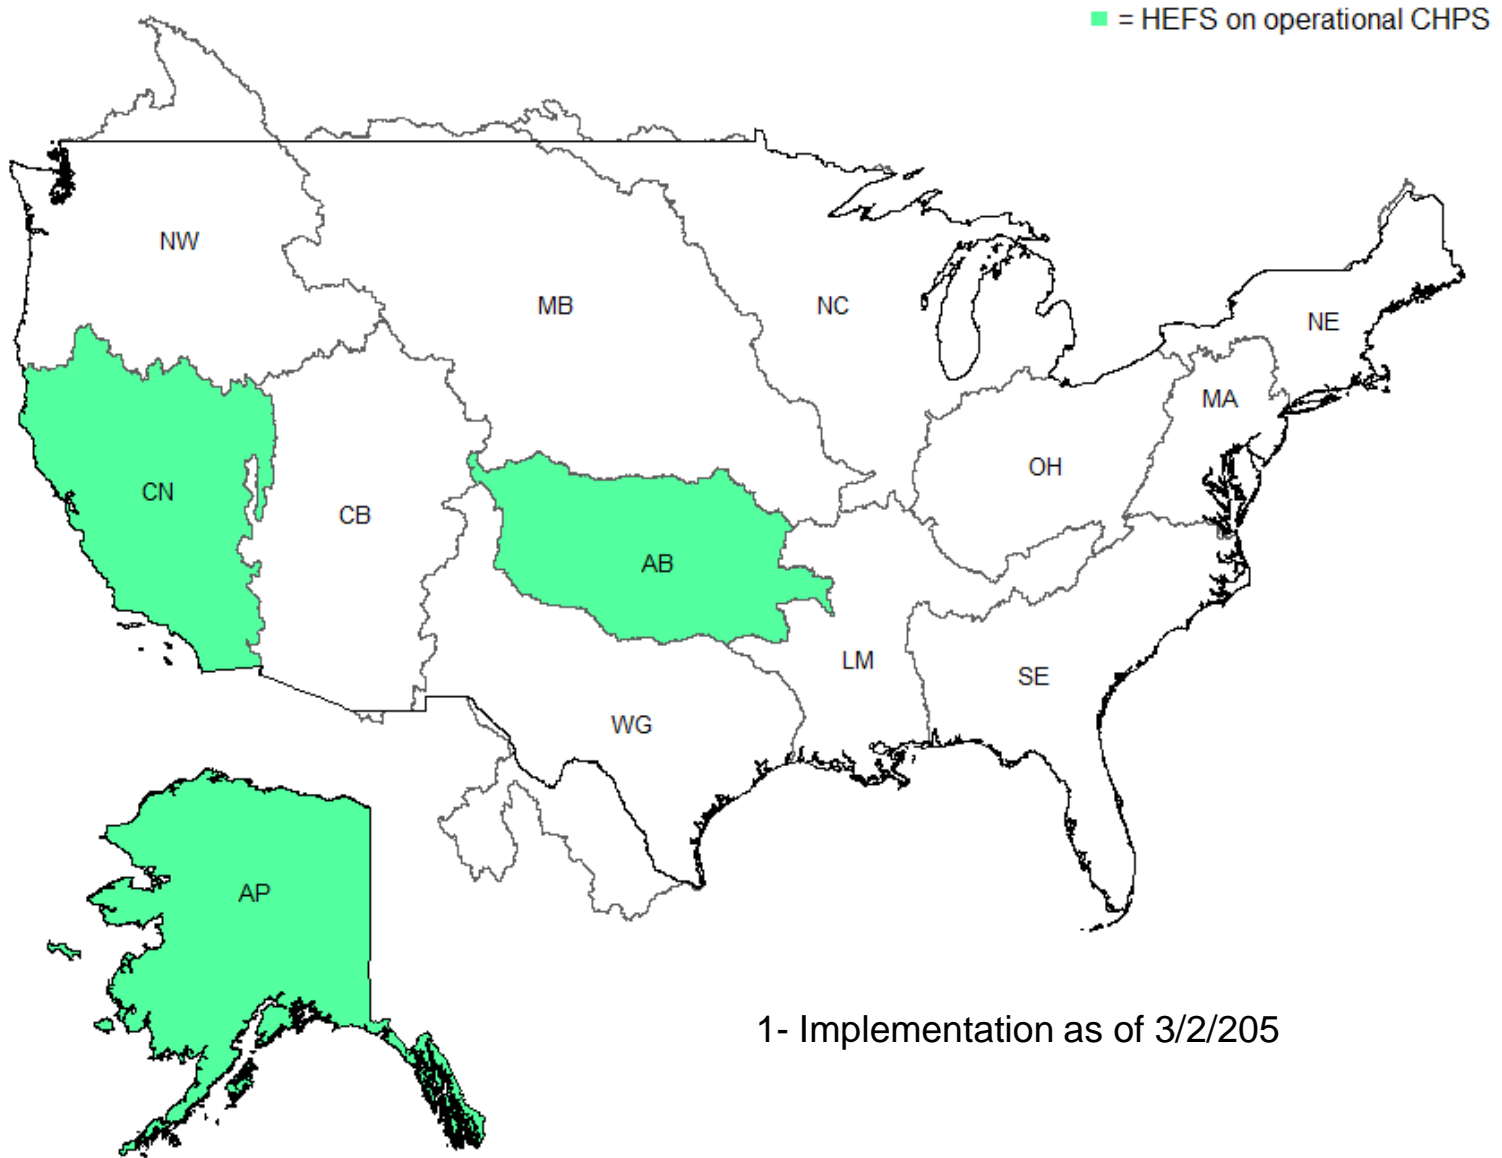 = HEFS on operational CHPS
NW
MB
NC
NE
MA
OH
CN
CB
AB
LM
SE
WG
AP
1- Implementation as of 3/2/205